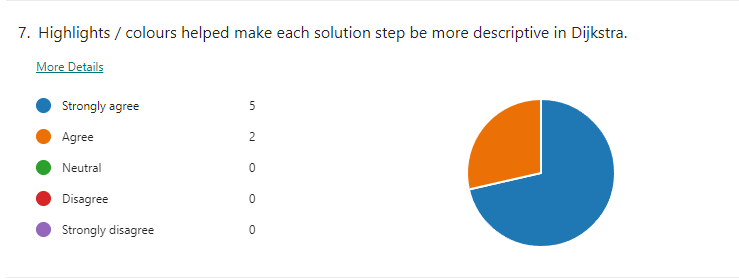 7. Highlights / colours helped make each solution step be more descriptive in Dijkstra.
More Details
Strongly agree 5
Agree 2
Neutral 0
Disagree 0
Strongly disagree 0